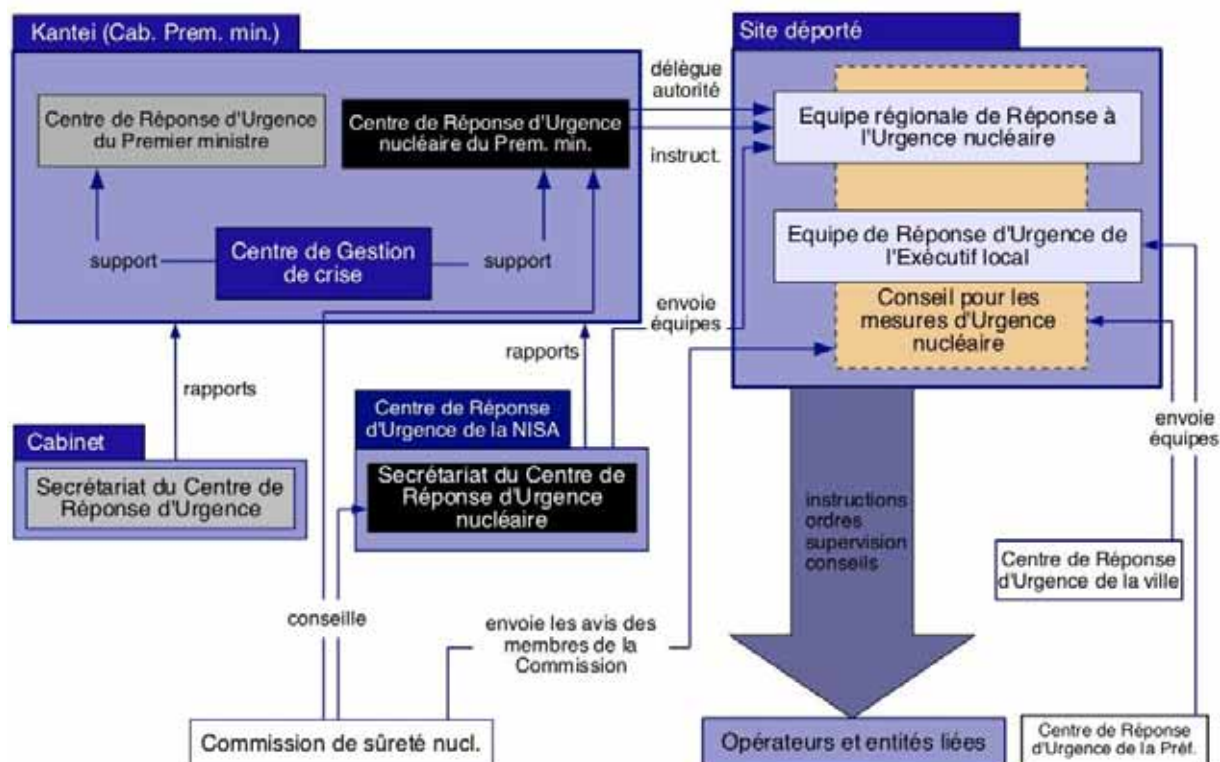 Kantei (Cab. Prem. min.)
Centre de Réponse d'Urgence
du Premier ministre
Centre de Réponse d'Urgence
nucléaire du Prem. min.
support
Centre de Gestion
de crise
support
délègue
autorité
instruct.
Site déporté
Equipe régionale de Réponse à
l'Urgence nucléaire
Equipe de Réponse d'Urgence de
l'Exécutif local
Conseil pour les
mesures d'Urgence
nucléaire
envoie
équipes
rapports
rapports
Cabinet
Secrétariat du Centre de
Réponse d'Urgence
Centre de Réponse
d'Urgence de la NISA
Secrétariat du Centre de
Réponse d'Urgence
nucléaire
envoie
équipes
instructions
ordres
supervision
conseils
Centre de Réponse
d'Urgence de la ville
conseille
envoie les avis des
membres de la
Commission
Commission de sûreté nucl.
Opérateurs et entités liées
Centre de Réponse
d'Urgence de la Préf.